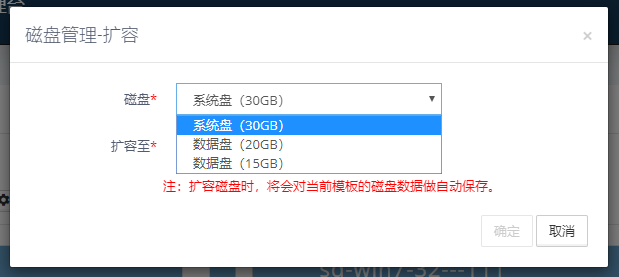 磁盘管理-扩容
×
磁盘*
系统盘（30GB）
系统盘（30GB）
扩容至*
数据盘（20GB）
数据盘（15GB）
注：扩容磁盘时，将会对当前模板的磁盘数据做自动保存。
确定
取消